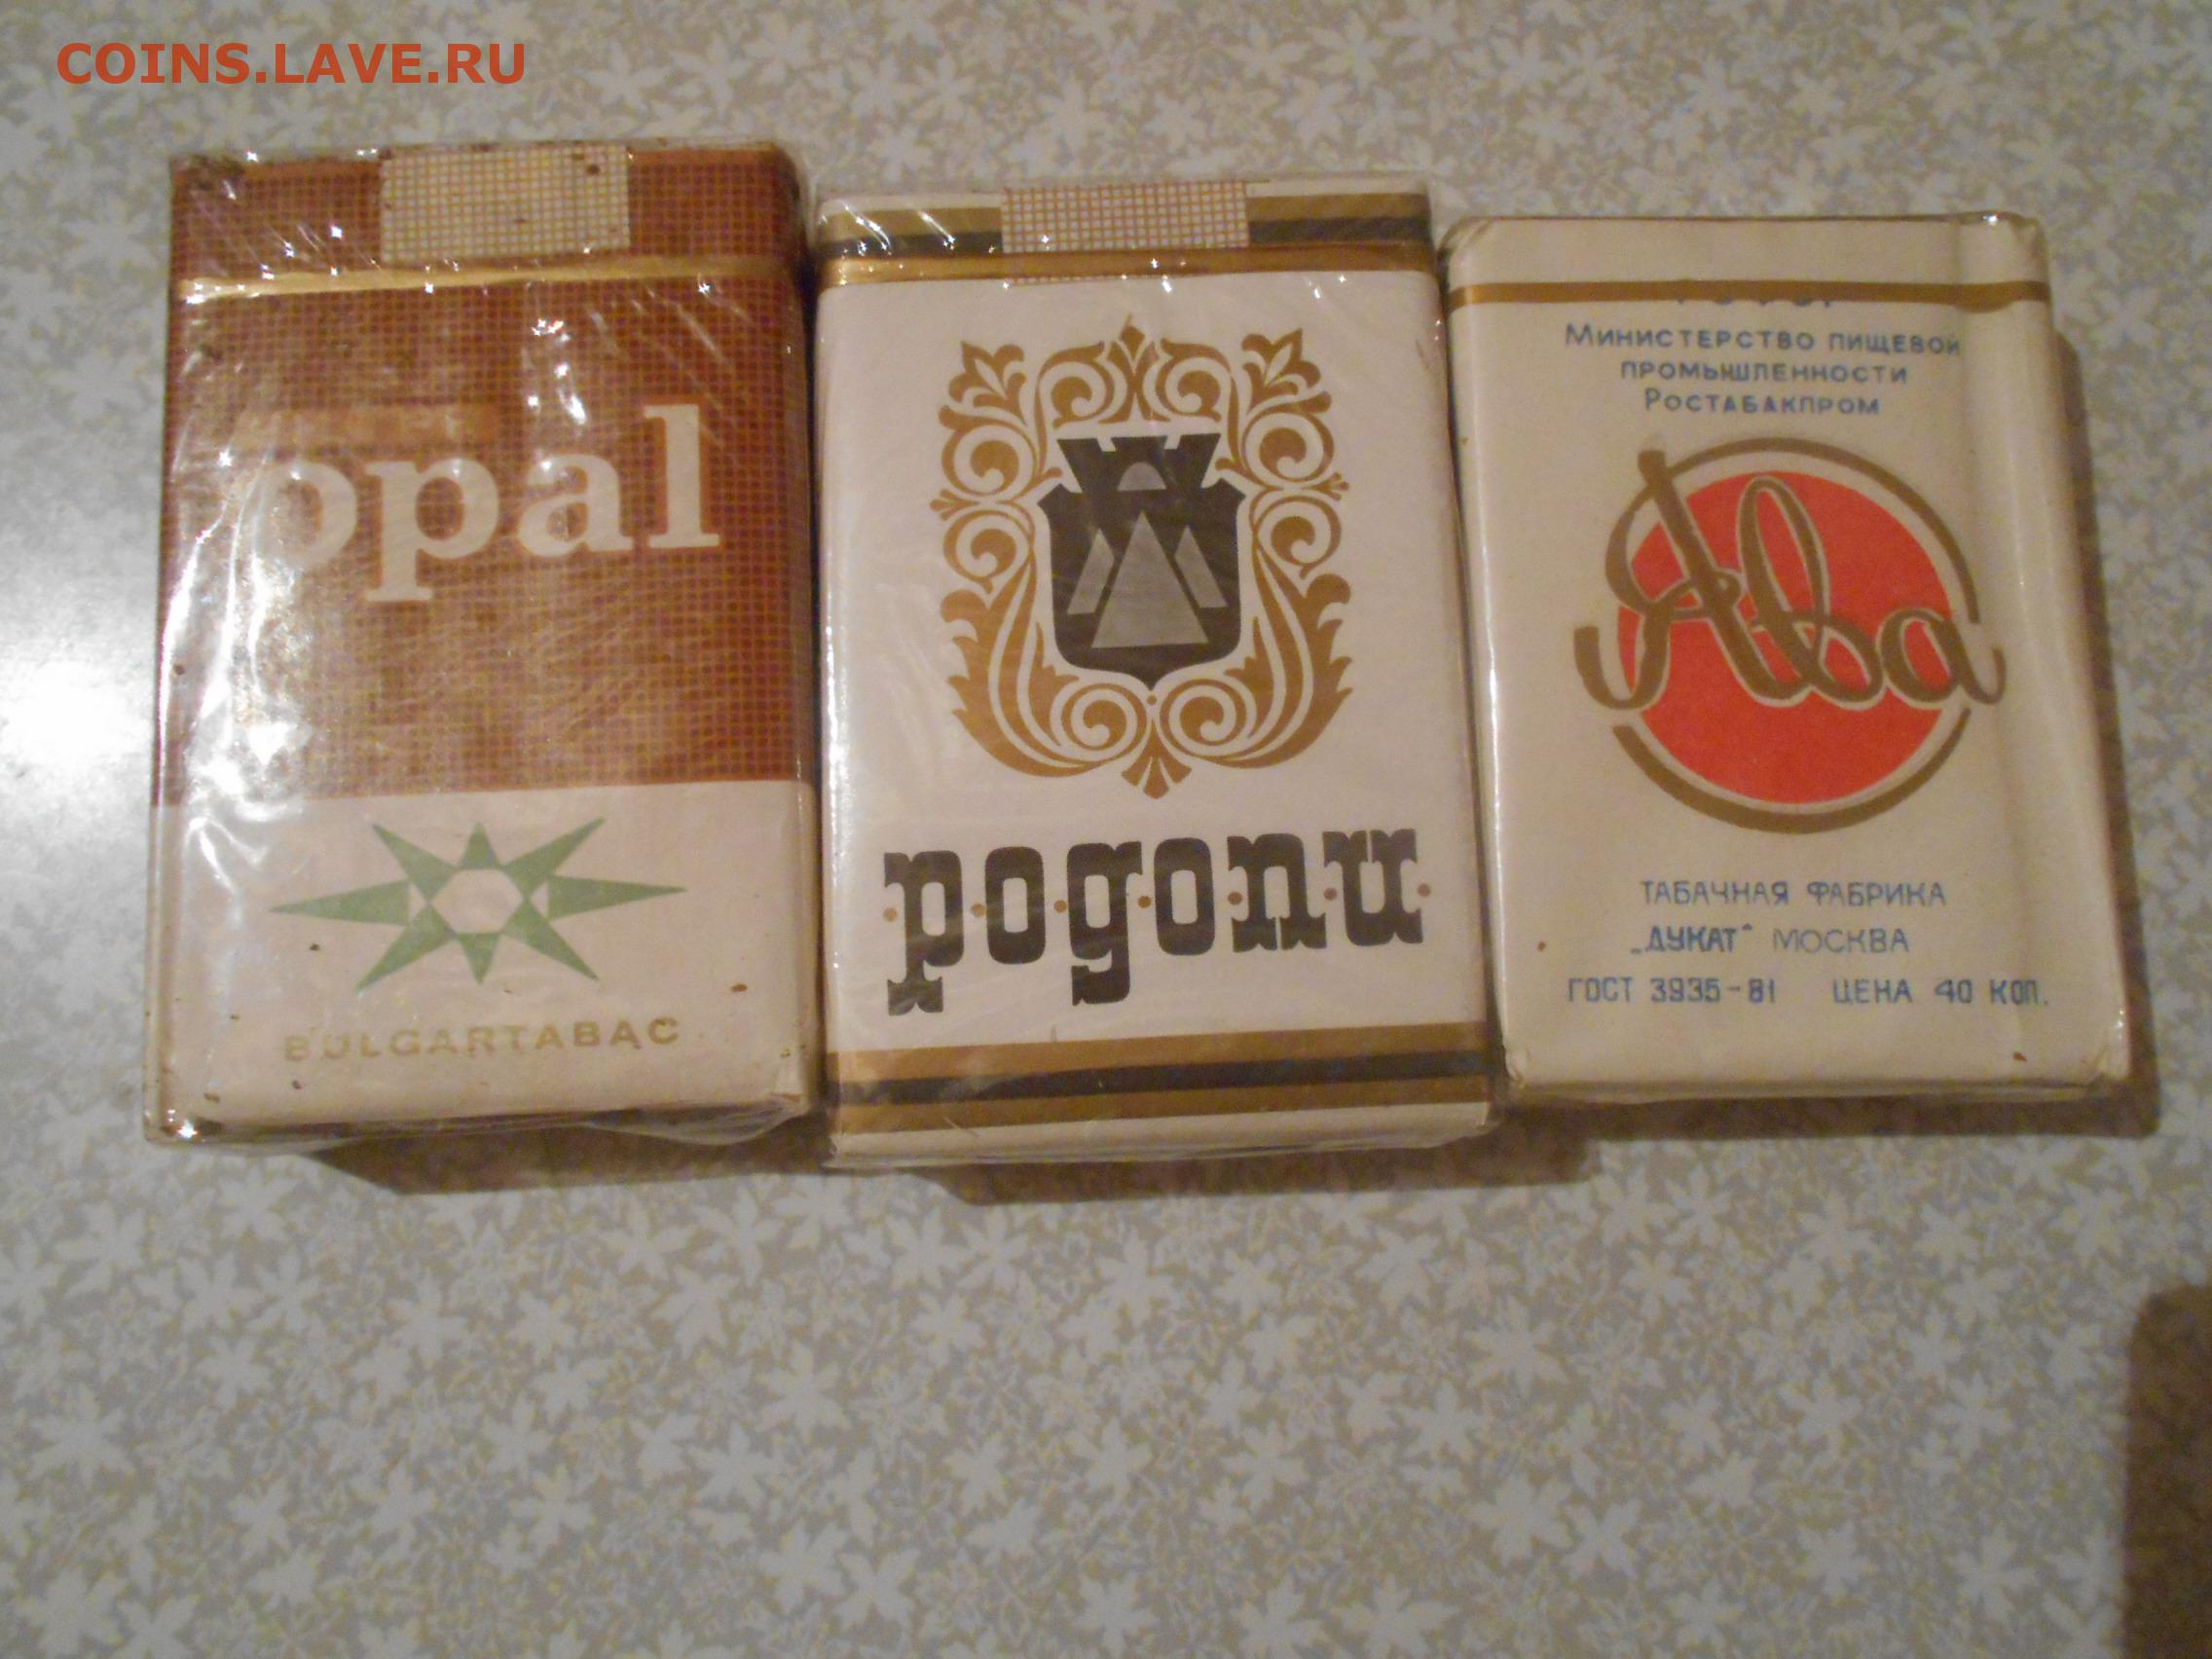 COINS.LAVE.RU
opal
BULGARTABAC
родопи
Министерство пищевой
промышленности
Ростабакпром
Ява
ТАБАЧНАЯ ФАБРИКА
„ДУКАТ" МОСКВА
ГОСТ 3935-81 ЦЕНА 40 КОП.